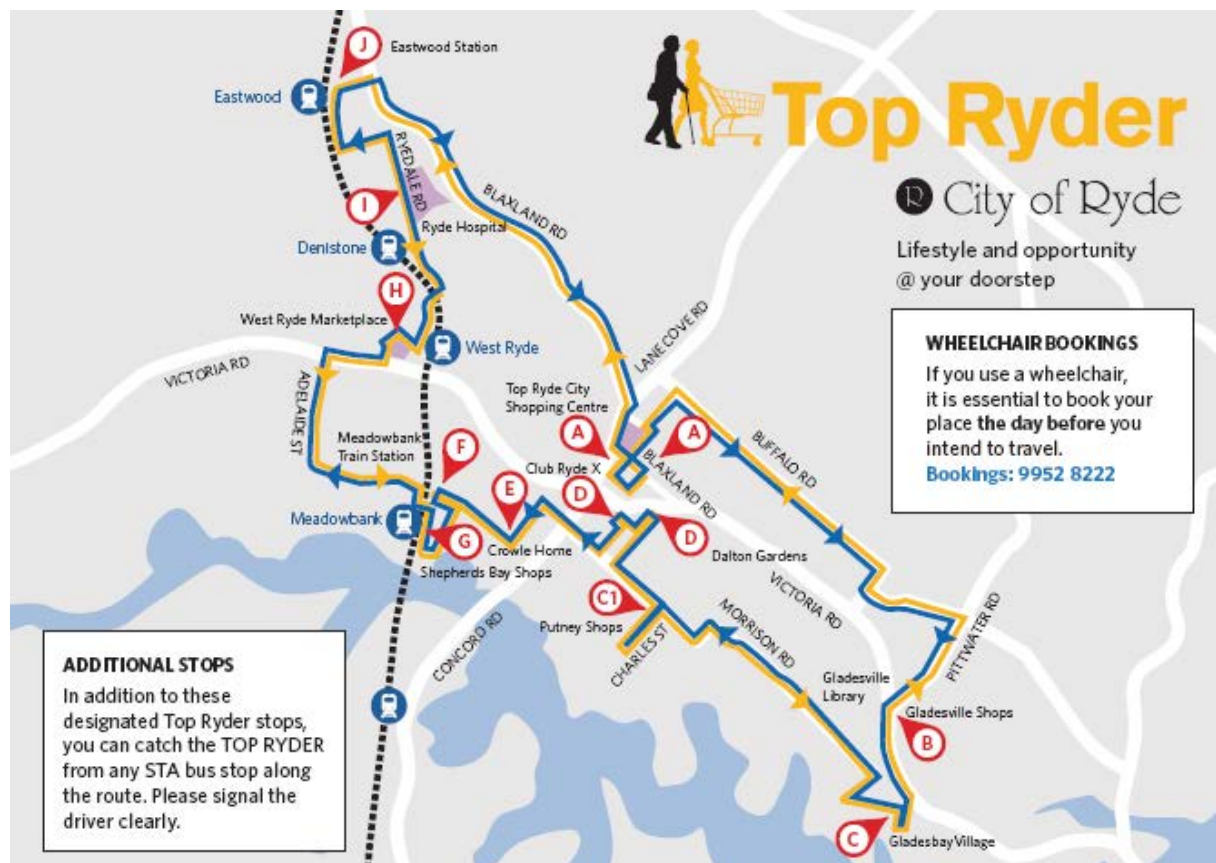 J
Eastwood Station
Eastwood
Top Ryder
R City of Ryde
Lifestyle and opportunity
@ your doorstep
RYEDALE RD
BLAXLAND RD
I
Ryde Hospital
Denistone
H
West Ryde Marketplace
West Ryde
VICTORIA RD
LANE COVE RD
WHEELCHAIR BOOKINGS
If you use a wheelchair,
it is essential to book your
place the day before you
intend to travel.
Bookings: 9952 8222
ADELAIDE ST
Top Ryde City
Shopping Centre
A
A
Meadowbank
Train Station
F
Club Ryde X
BLAXLAND RD
BUFFALO RD
E
D
D
Meadowbank
G
Crowle Home
Dalton Gardens
Shepherds Bay Shops
C1
Putney Shops
VICTORIA RD
CONCORD RD
CHARLES ST
MORRISON RD
PITTWATER RD
Gladesville
Library
Gladesville Shops
B
C
Gladesbay Village
ADDITIONAL STOPS
In addition to these
designated Top Ryder stops,
you can catch the TOP RYDER
from any STA bus stop along
the route. Please signal the
driver clearly.